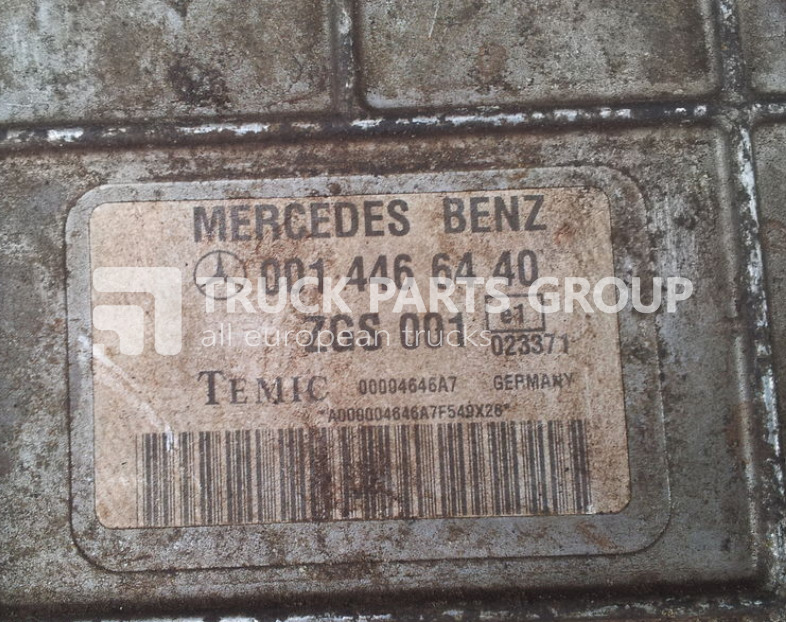 MERCEDES BENZ
001 446 64 40
TRUCK PARTS GROUP
all european trucks
ZGS 001 e1
023371
TEMIC 00004646A7 GERMANY
*A000004646A7F549X26*